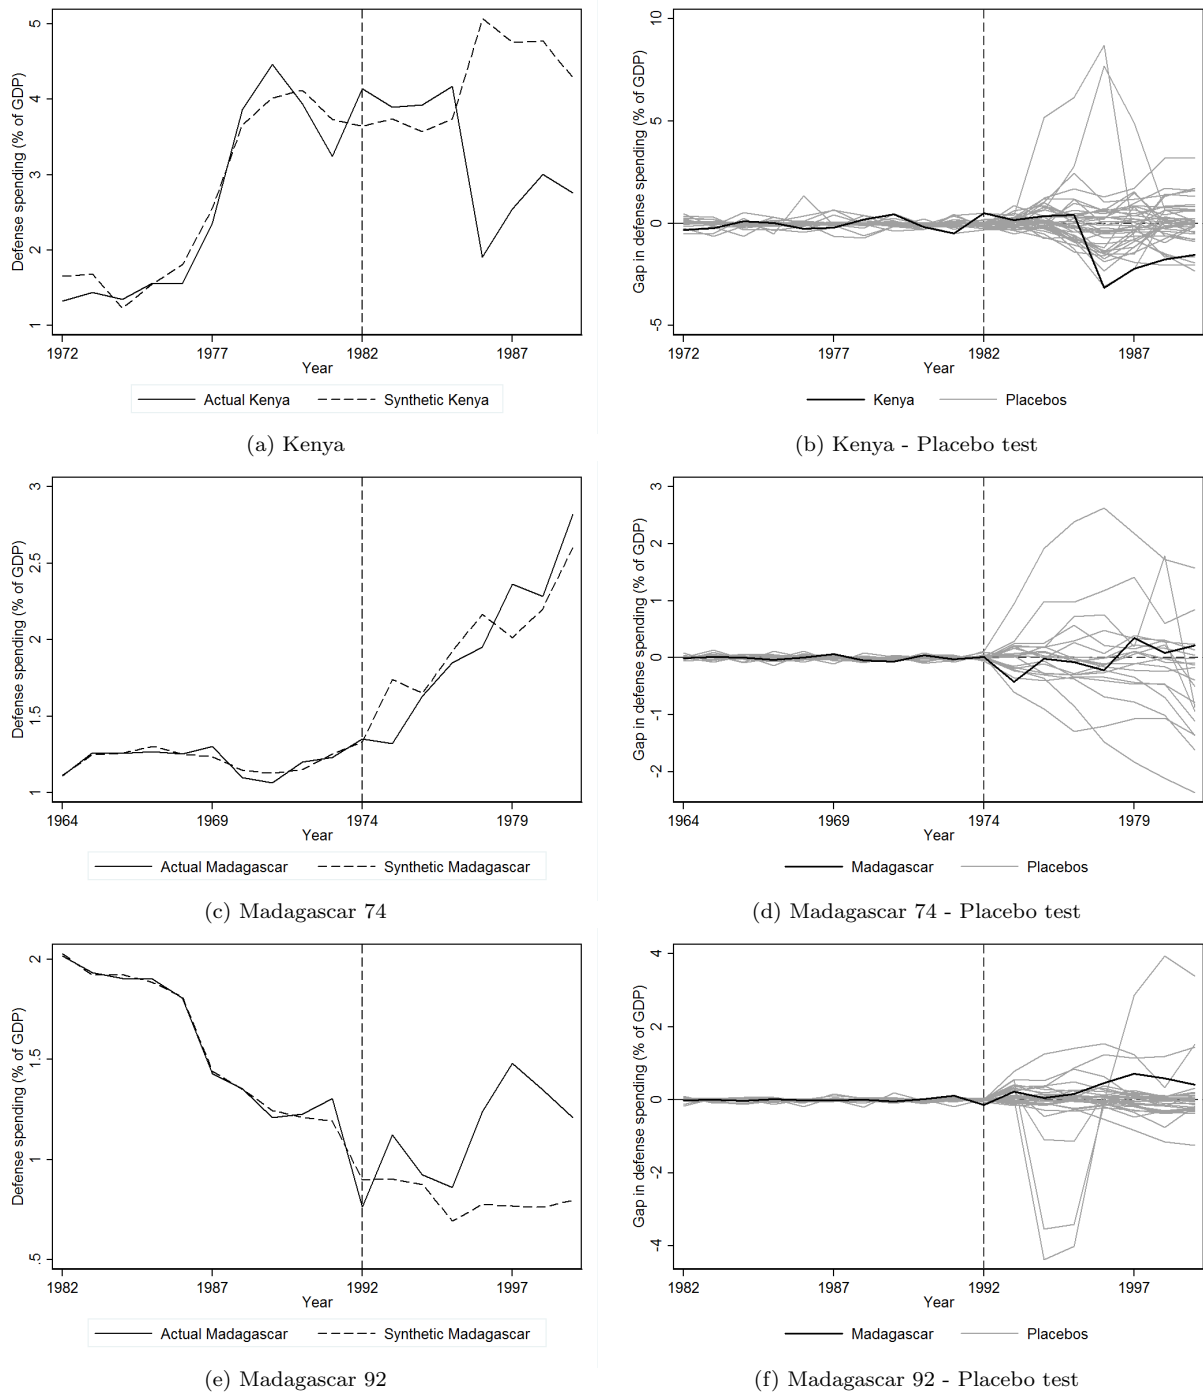 Defense spending (% of GDP)
5
4
3
2
1
1972 1977 1982 1987
Year
Actual Kenya Synthetic Kenya
(a) Kenya
Gap in defense spending (% of GDP)
10
5
0
-5
1972 1977 1982 1987
Year
Kenya Placebos
(b) Kenya - Placebo test
Defense spending (% of GDP)
3
2.5
2
1.5
1
1964 1969 1974 1979
Year
Actual Madagascar Synthetic Madagascar
(c) Madagascar 74
Gap in defense spending (% of GDP)
3
2
1
0
-1
-2
1964 1969 1974 1979
Year
Madagascar Placebos
(d) Madagascar 74 - Placebo test
Defense spending (% of GDP)
2
1.5
1
.5
1982 1987 1992 1997
Year
Actual Madagascar Synthetic Madagascar
(e) Madagascar 92
Gap in defense spending (% of GDP)
4
2
0
-2
-4
1982 1987 1992 1997
Year
Madagascar Placebos
(f) Madagascar 92 - Placebo test